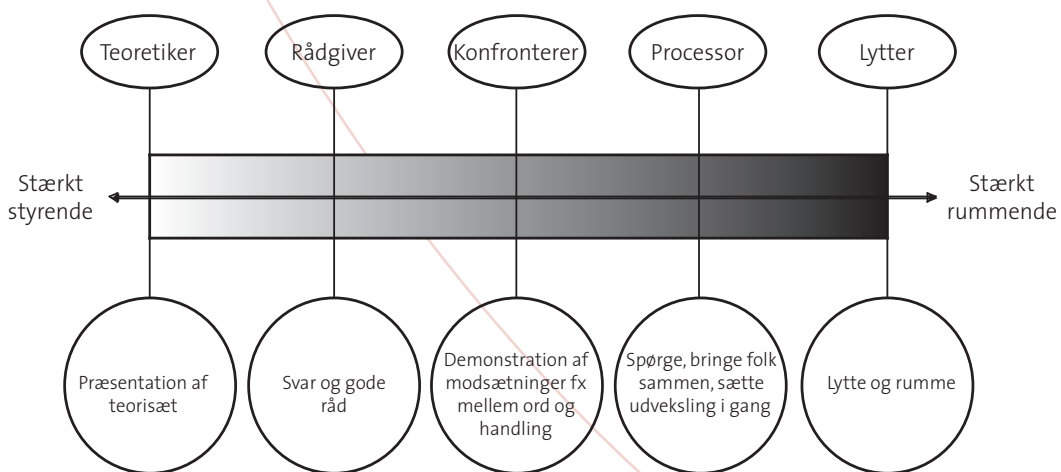 Teoretiker
Rådgiver
Konfronterer
Processor
Lytter
Stærkt
styrende
Stærkt
rummende
Præsentation af
teorisæt
Svar og gode
råd
Demonstration af
modsætninger fx
mellem ord og
handling
Spørge, bringe folk
sammen, sætte
udveksling i gang
Lytte og rumme